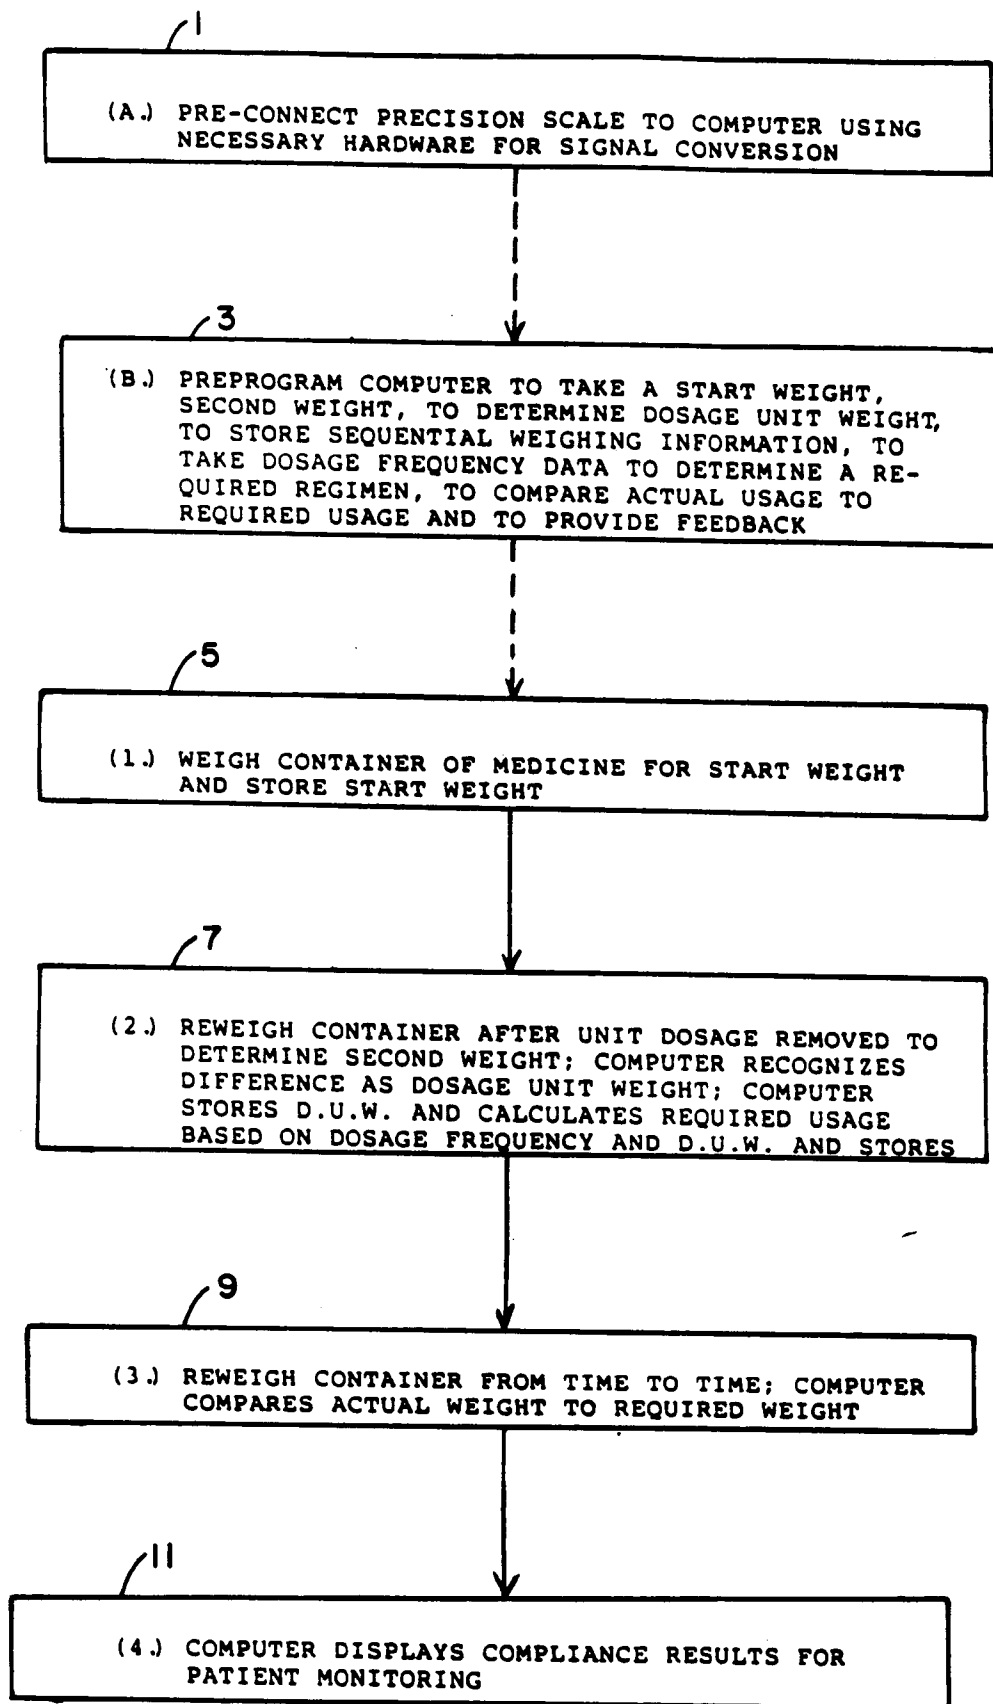 1
(A.) PRE-CONNECT PRECISION SCALE TO COMPUTER USING
NECESSARY HARDWARE FOR SIGNAL CONVERSION
3
(B.) PREPROGRAM COMPUTER TO TAKE A START WEIGHT,
SECOND WEIGHT, TO DETERMINE DOSAGE UNIT WEIGHT,
TO STORE SEQUENTIAL WEIGHING INFORMATION, TO
TAKE DOSAGE FREQUENCY DATA TO DETERMINE A RE-
QUIRED REGIMEN, TO COMPARE ACTUAL USAGE TO
REQUIRED USAGE AND TO PROVIDE FEEDBACK
5
(1.) WEIGH CONTAINER OF MEDICINE FOR START WEIGHT
AND STORE START WEIGHT
7
(2.) REWEIGH CONTAINER AFTER UNIT DOSAGE REMOVED TO
DETERMINE SECOND WEIGHT; COMPUTER RECOGNIZES
DIFFERENCE AS DOSAGE UNIT WEIGHT; COMPUTER
STORES D.U.W. AND CALCULATES REQUIRED USAGE
BASED ON DOSAGE FREQUENCY AND D.U.W. AND STORES
9
(3.) REWEIGH CONTAINER FROM TIME TO TIME; COMPUTER
COMPARES ACTUAL WEIGHT TO REQUIRED WEIGHT
11
(4.) COMPUTER DISPLAYS COMPLIANCE RESULTS FOR
PATIENT MONITORING